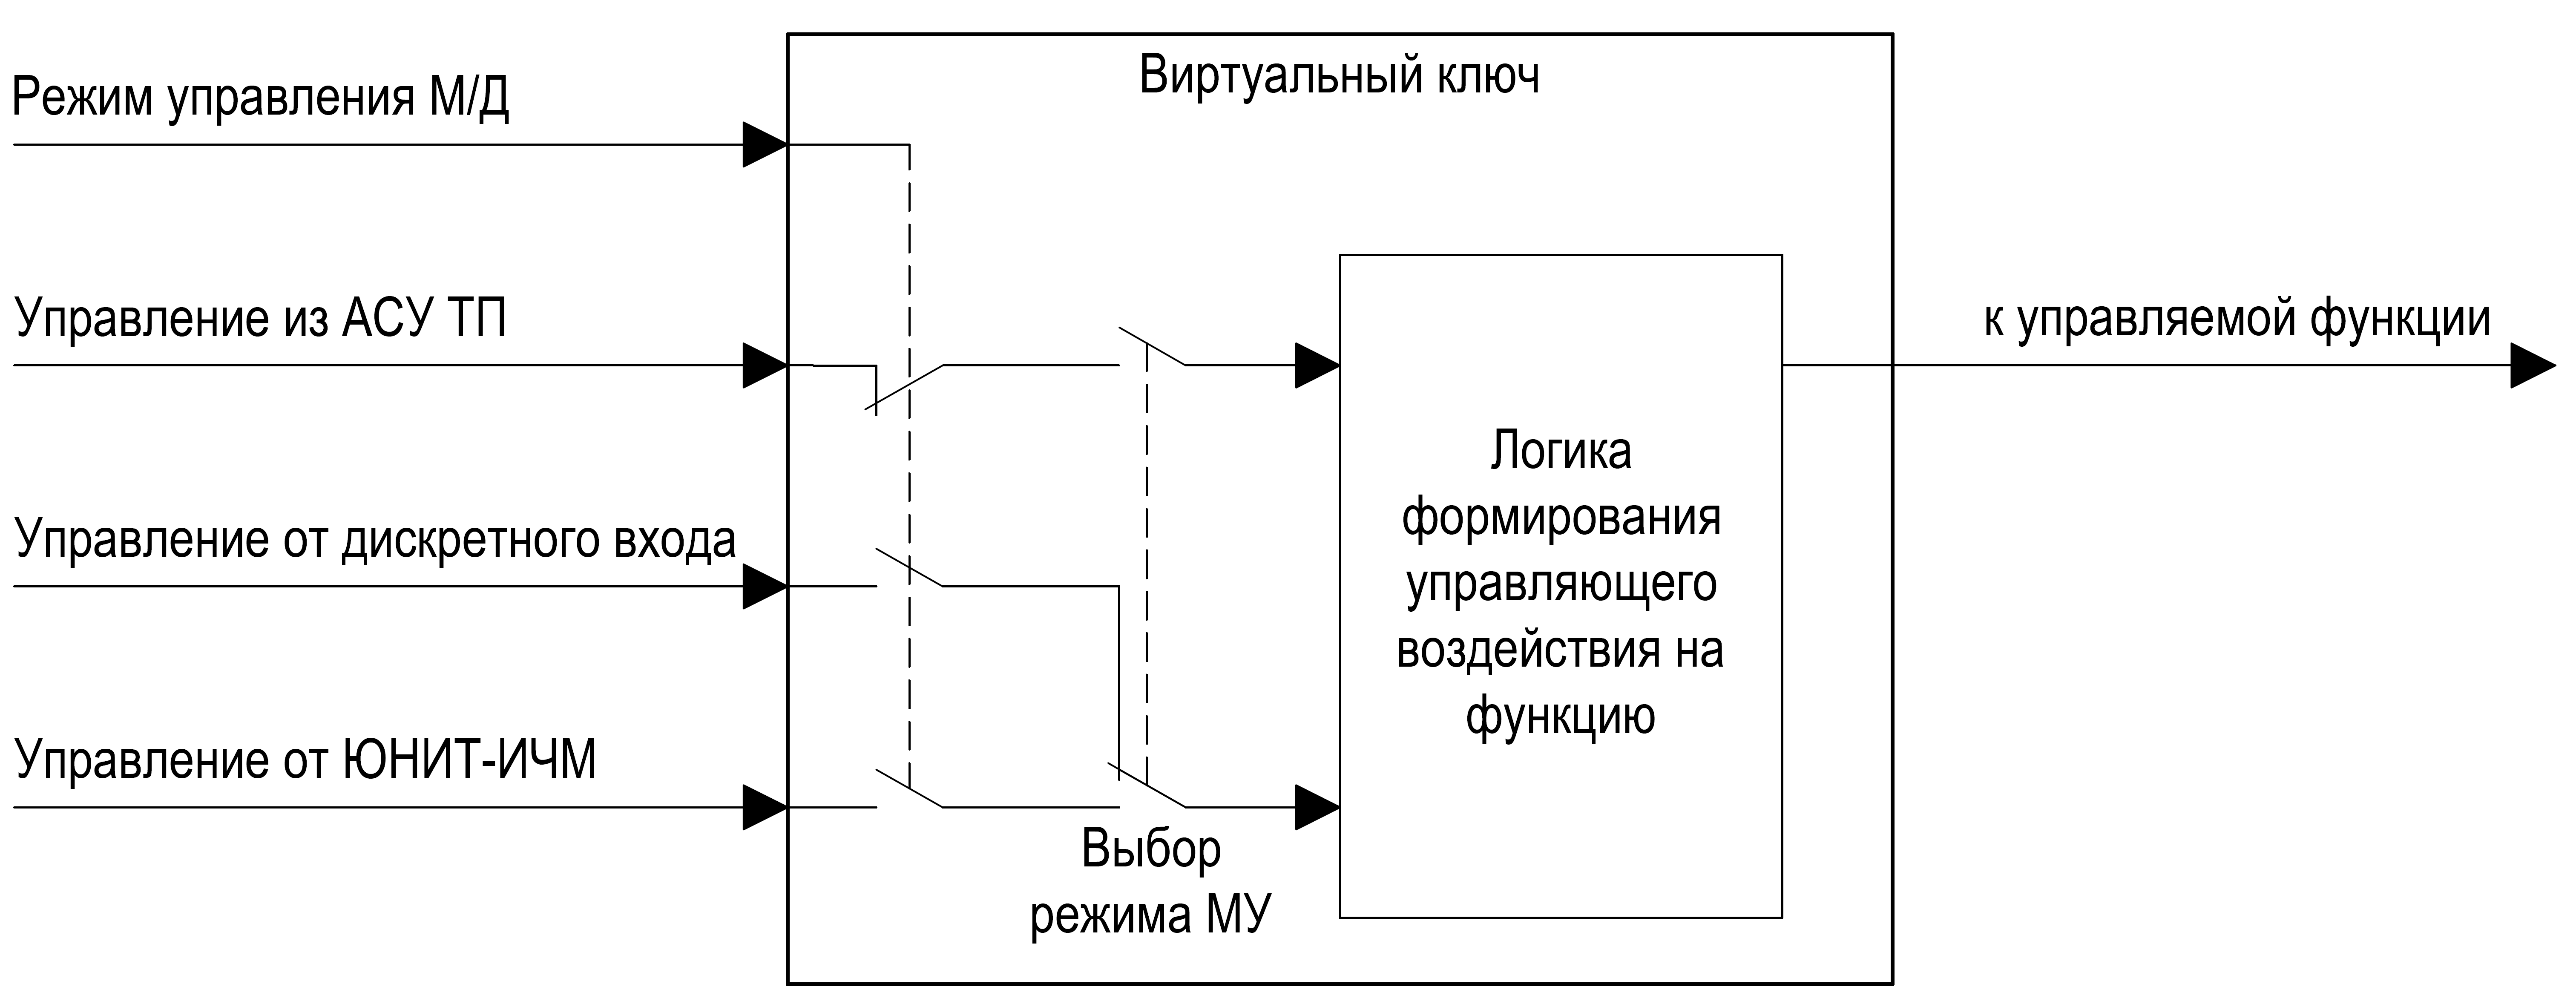 Виртуальный ключ
Режим управления М/Д
Управление из АСУ ТП
к управляемой функции
Управление от дискретного входа
Логика
формирования
управляющего
воздействия на
функцию
Управление от ЮНИТ-ИЧМ
Выбор
режима МУ